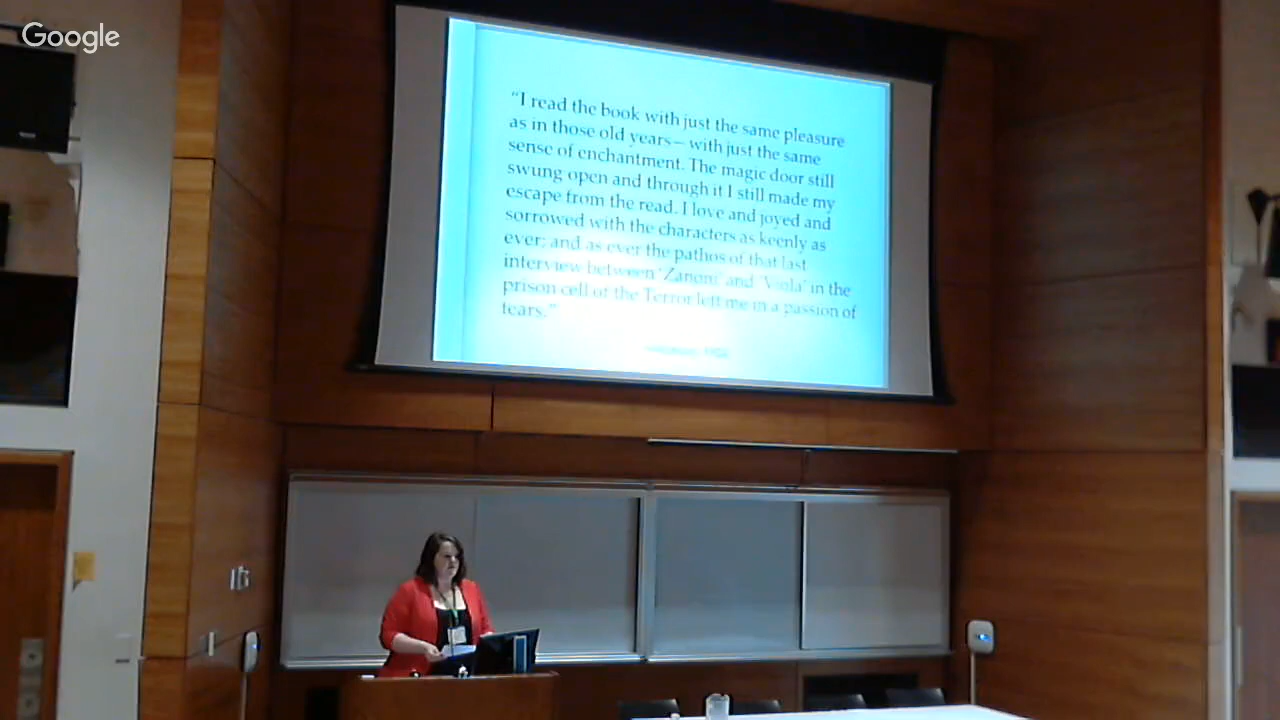 Google
“I read the book with just the same pleasure
as in those old years – with just the same
sense of enchantment. The magic door still
swung open and through it I still made my
escape from the read. I love and joyed and
sorrowed with the characters as keenly as
ever; and as ever the pathos of that last
interview between ‘Zanoni’ and ‘Viola’ in the
prison cell of the Terror left me in a passion of
tears.”